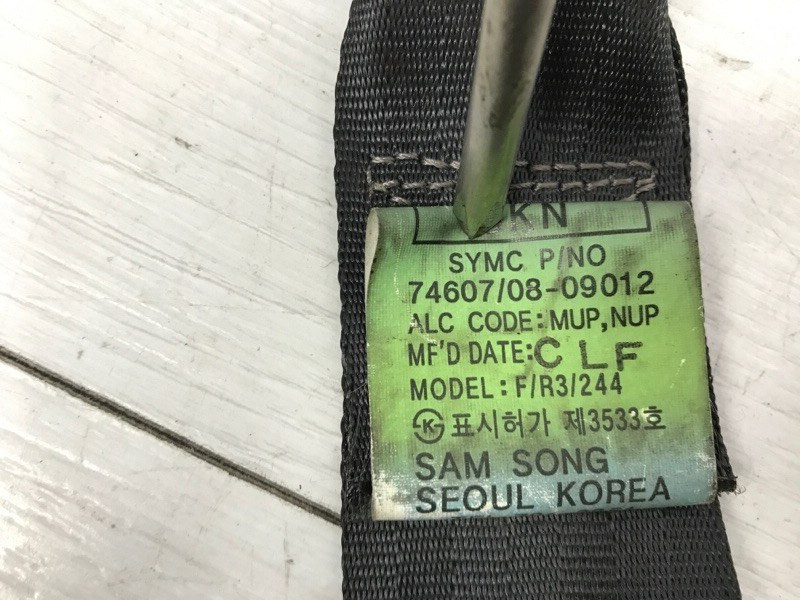 KN
SYMC P/NO
74607/08-09012
ALC CODE: MUP, NUP
MF'D DATE: C L F
MODEL : F/R3/244
K 표시허가 제3533호
SAM SONG
SEOUL KOREA